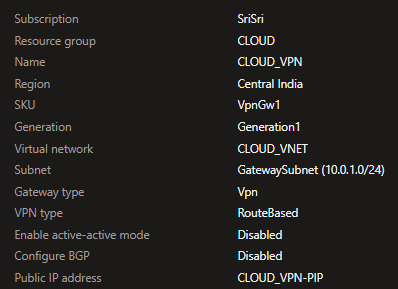 Subscription SriSri
Resource group CLOUD
Name CLOUD_VPN
Region Central India
SKU VpnGw1
Generation Generation1
Virtual network CLOUD_VNET
Subnet GatewaySubnet (10.0.1.0/24)
Gateway type Vpn
VPN type RouteBased
Enable active-active mode Disabled
Configure BGP Disabled
Public IP address CLOUD_VPN-PIP